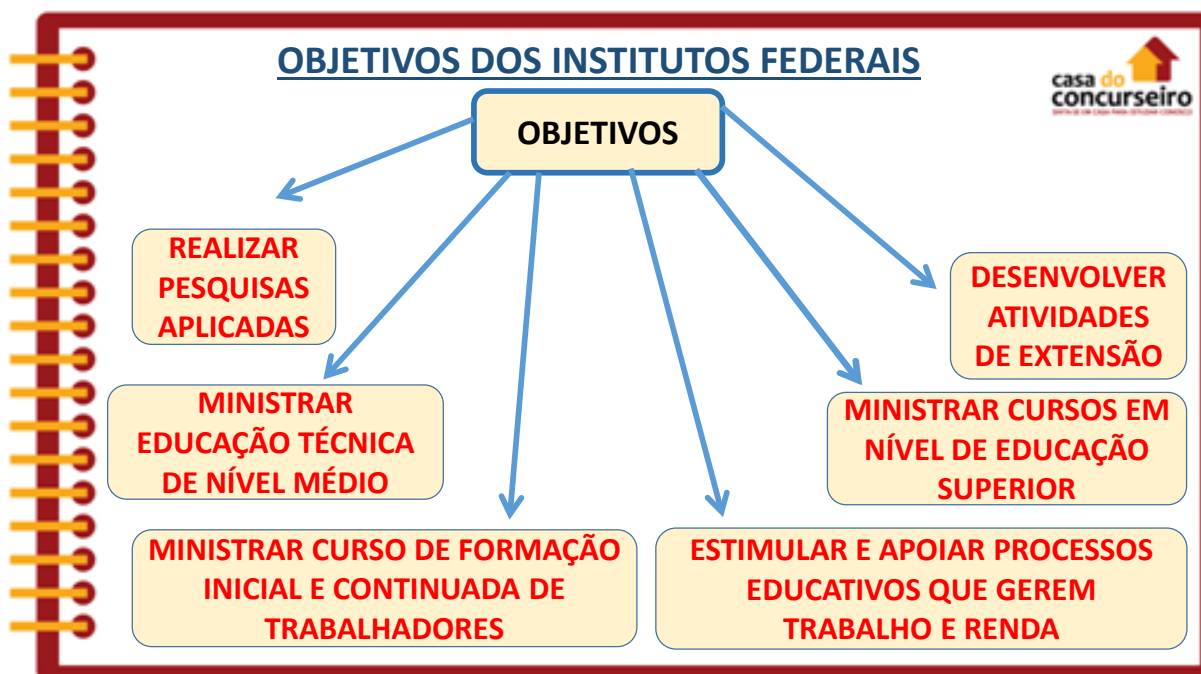 OBJETIVOS DOS INSTITUTOS FEDERAIS
casa do
concurseiro
OBJETIVOS
REALIZAR
PESQUISAS
APLICADAS
DESENVOLVER
ATIVIDADES
DE EXTENSÃO
MINISTRAR
EDUCAÇÃO TÉCNICA
DE NÍVEL MÉDIO
MINISTRAR CURSOS EM
NÍVEL DE EDUCAÇÃO
SUPERIOR
MINISTRAR CURSO DE FORMAÇÃO
INICIAL E CONTINUADA DE
TRABALHADORES
ESTIMULAR E APOIAR PROCESSOS
EDUCATIVOS QUE GEREM
TRABALHO E RENDA